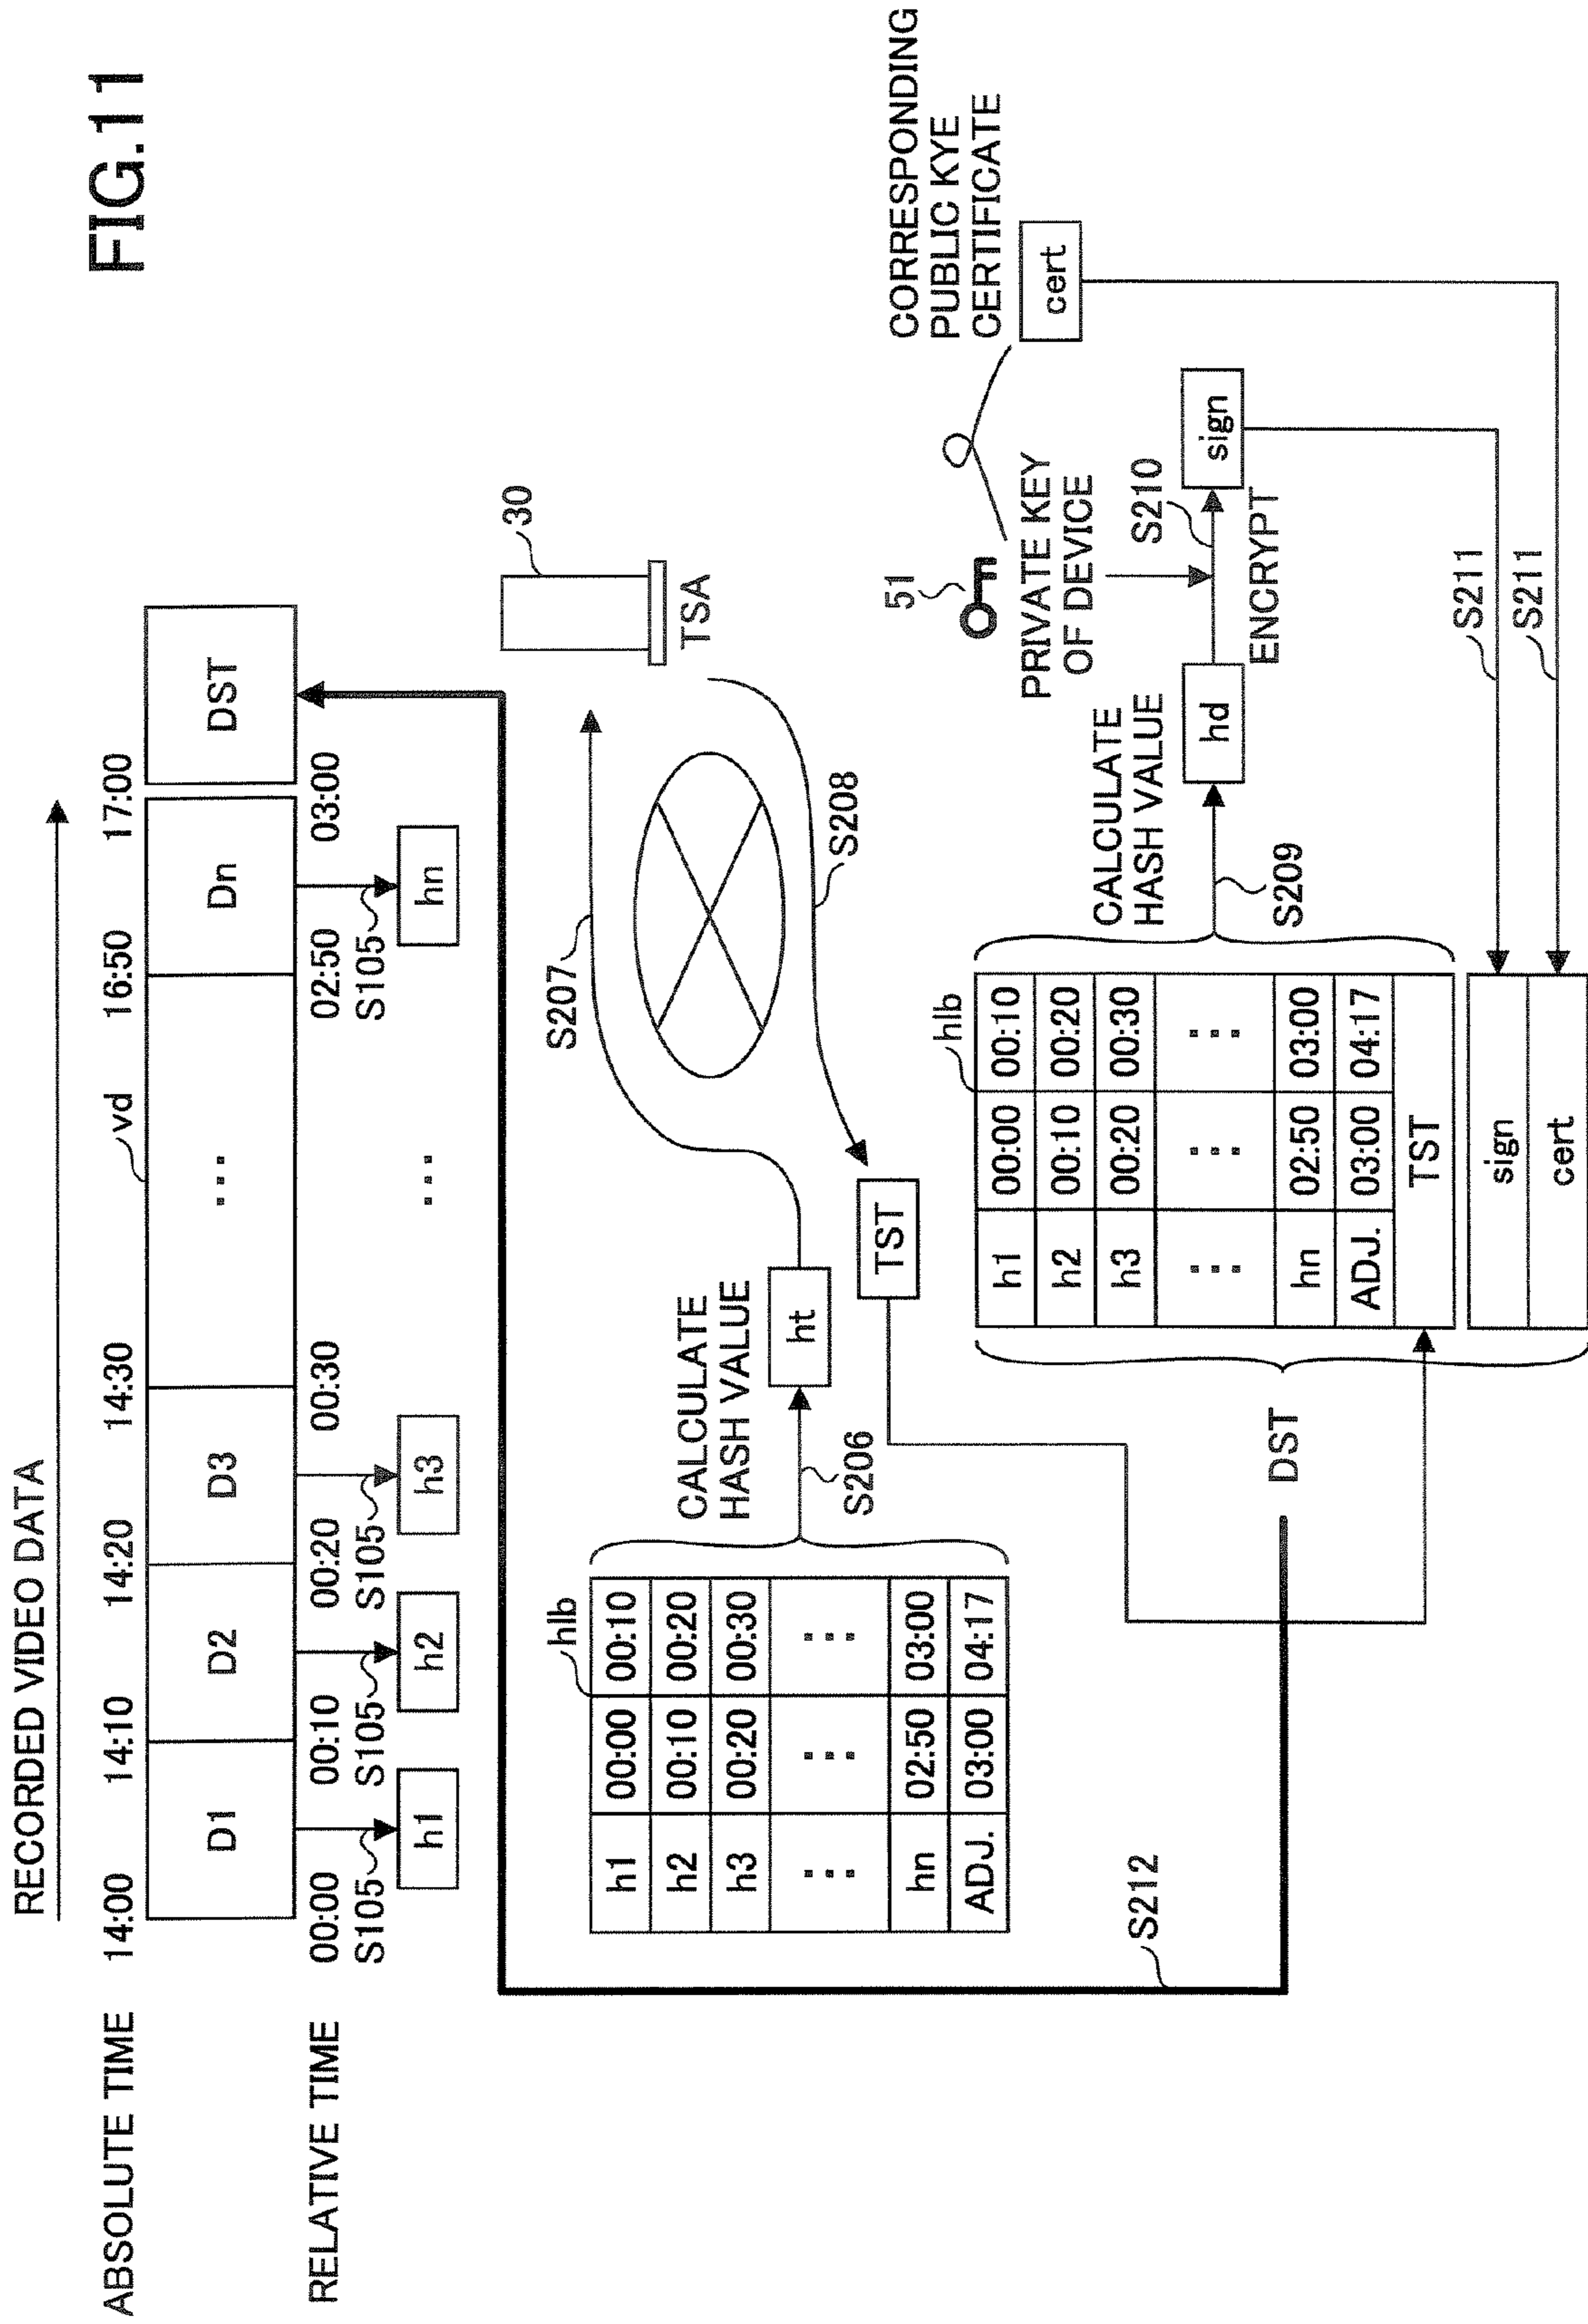 FIG.11
RECORDED VIDEO DATA
vd
ABSOLUTE TIME 14:00 14:10 14:20 14:30 16:50 17:00
D1 D2 D3 ... Dn DST
RELATIVE TIME 00:00 00:10 00:20 00:30 02:50 03:00
S105 S105 S105 S105
h1 h2 h3 ... hn
30
TSA
S207
S208
hlb
h1 00:00 00:10
h2 00:10 00:20
h3 00:20 00:30
... ... ...
hn 02:50 03:00
ADJ. 03:00 04:17
CALCULATE
HASH VALUE
S206
ht
TST
51
PRIVATE KEY
OF DEVICE
CORRESPONDING
PUBLIC KYE
CERTIFICATE
cert
hlb
h1 00:00 00:10
h2 00:10 00:20
h3 00:20 00:30
... ... ...
hn 02:50 03:00
ADJ. 03:00 04:17
TST
sign
cert
CALCULATE
HASH VALUE
S209
hd
S210
ENCRYPT
sign
S211
S211
DST
S212